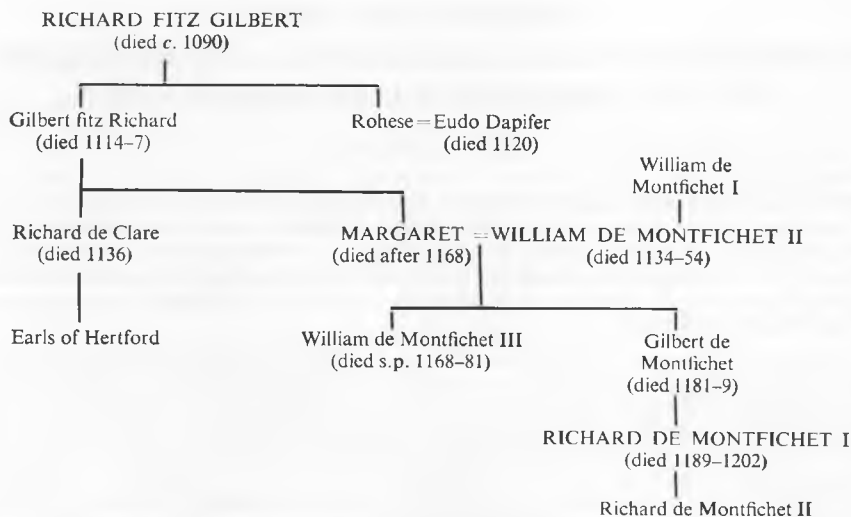 RICHARD FITZ GILBERT
(died c. 1090)
Gilbert fitz Richard
(died 1114–7)
Rohese = Eudo Dapifer
(died 1120)
William de
Montfichet I
Richard de Clare
(died 1136)
MARGARET = WILLIAM DE MONTFICHET II
(died after 1168)
(died 1134–54)
Earls of Hertford
William de Montfichet III
(died s.p. 1168–81)
Gilbert de
Montfichet
(died 1181–9)
RICHARD DE MONTFICHET I
(died 1189–1202)
Richard de Montfichet II